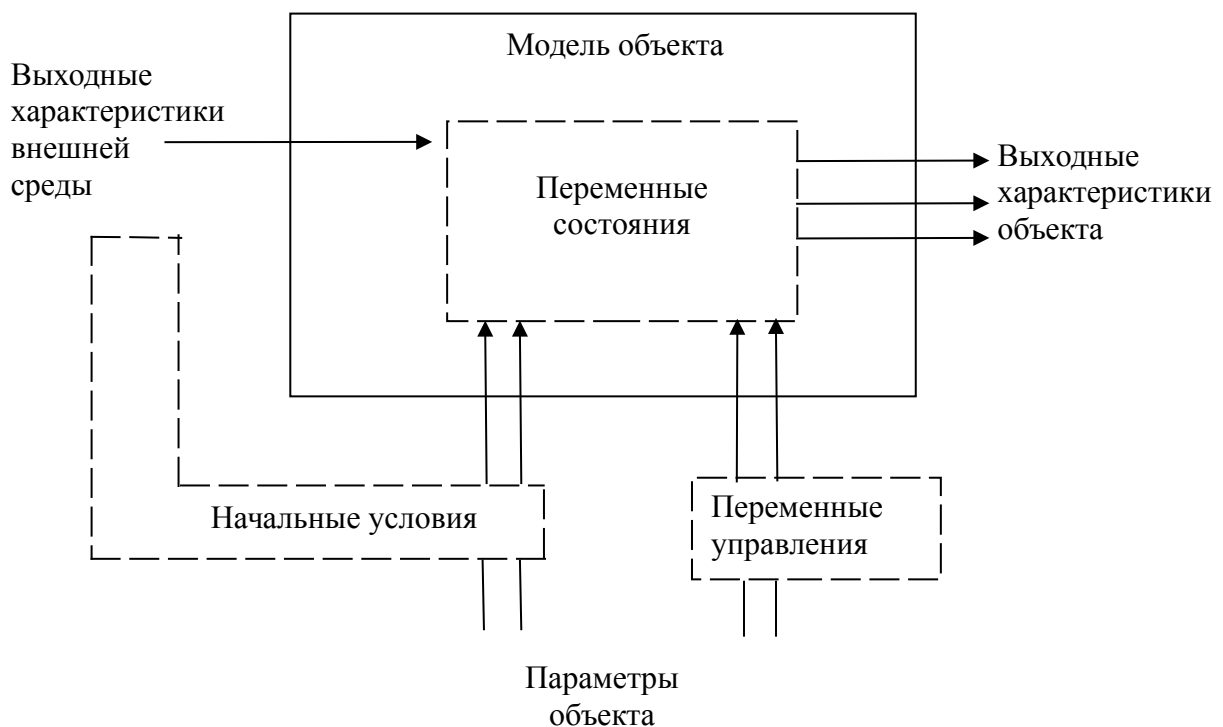 Модель объекта
Выходные
характеристики
внешней
среды
Переменные
состояния
Выходные
характеристики
объекта
Начальные условия
Переменные
управления
Параметры
объекта